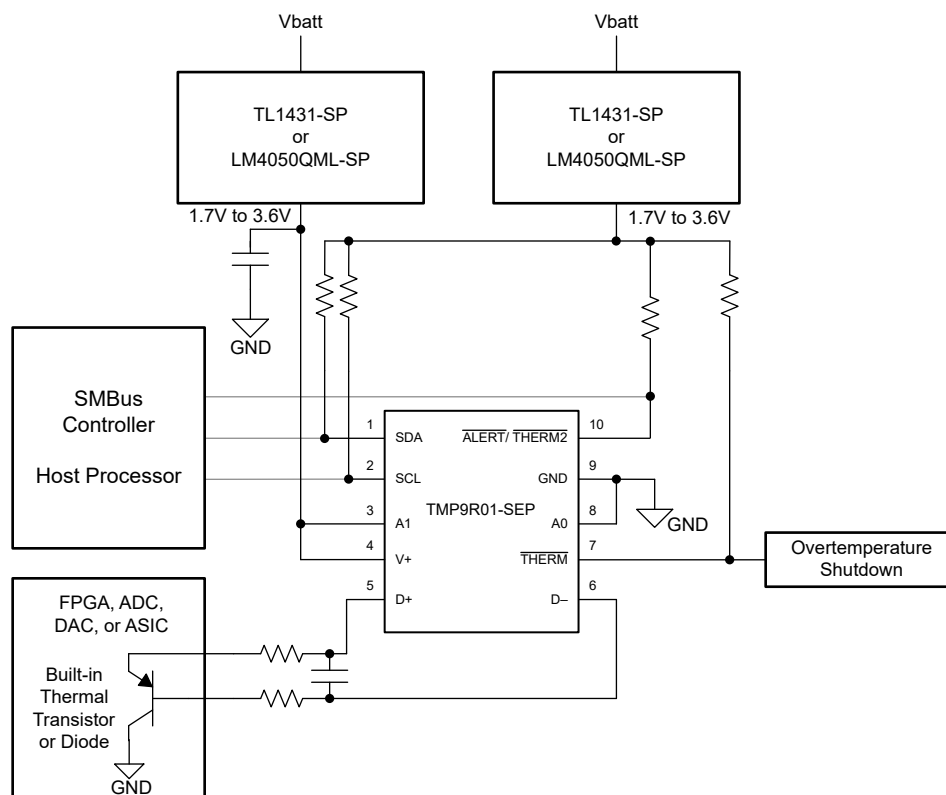 Vbatt
Vbatt
TL1431-SP
or
LM4050QML-SP
TL1431-SP
or
LM4050QML-SP
1.7V to 3.6V
1.7V to 3.6V
GND
SMBus
Controller
Host Processor
1
SDA
2
SCL
3
A1
4
V+
5
D+
TMP9R01-SEP
ALERT/ THERM2
10
GND
9
A0
8
THERM
7
D–
6
GND
Overtemperature
Shutdown
FPGA, ADC,
DAC, or ASIC
Built-in
Thermal
Transistor
or Diode
GND